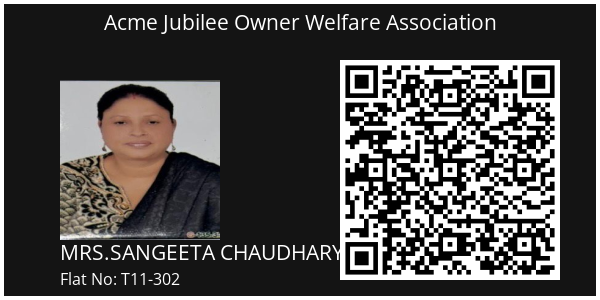 Acme Jubilee Owner Welfare Association
MRS.SANGEETA CHAUDHARY
Flat No: T11-302